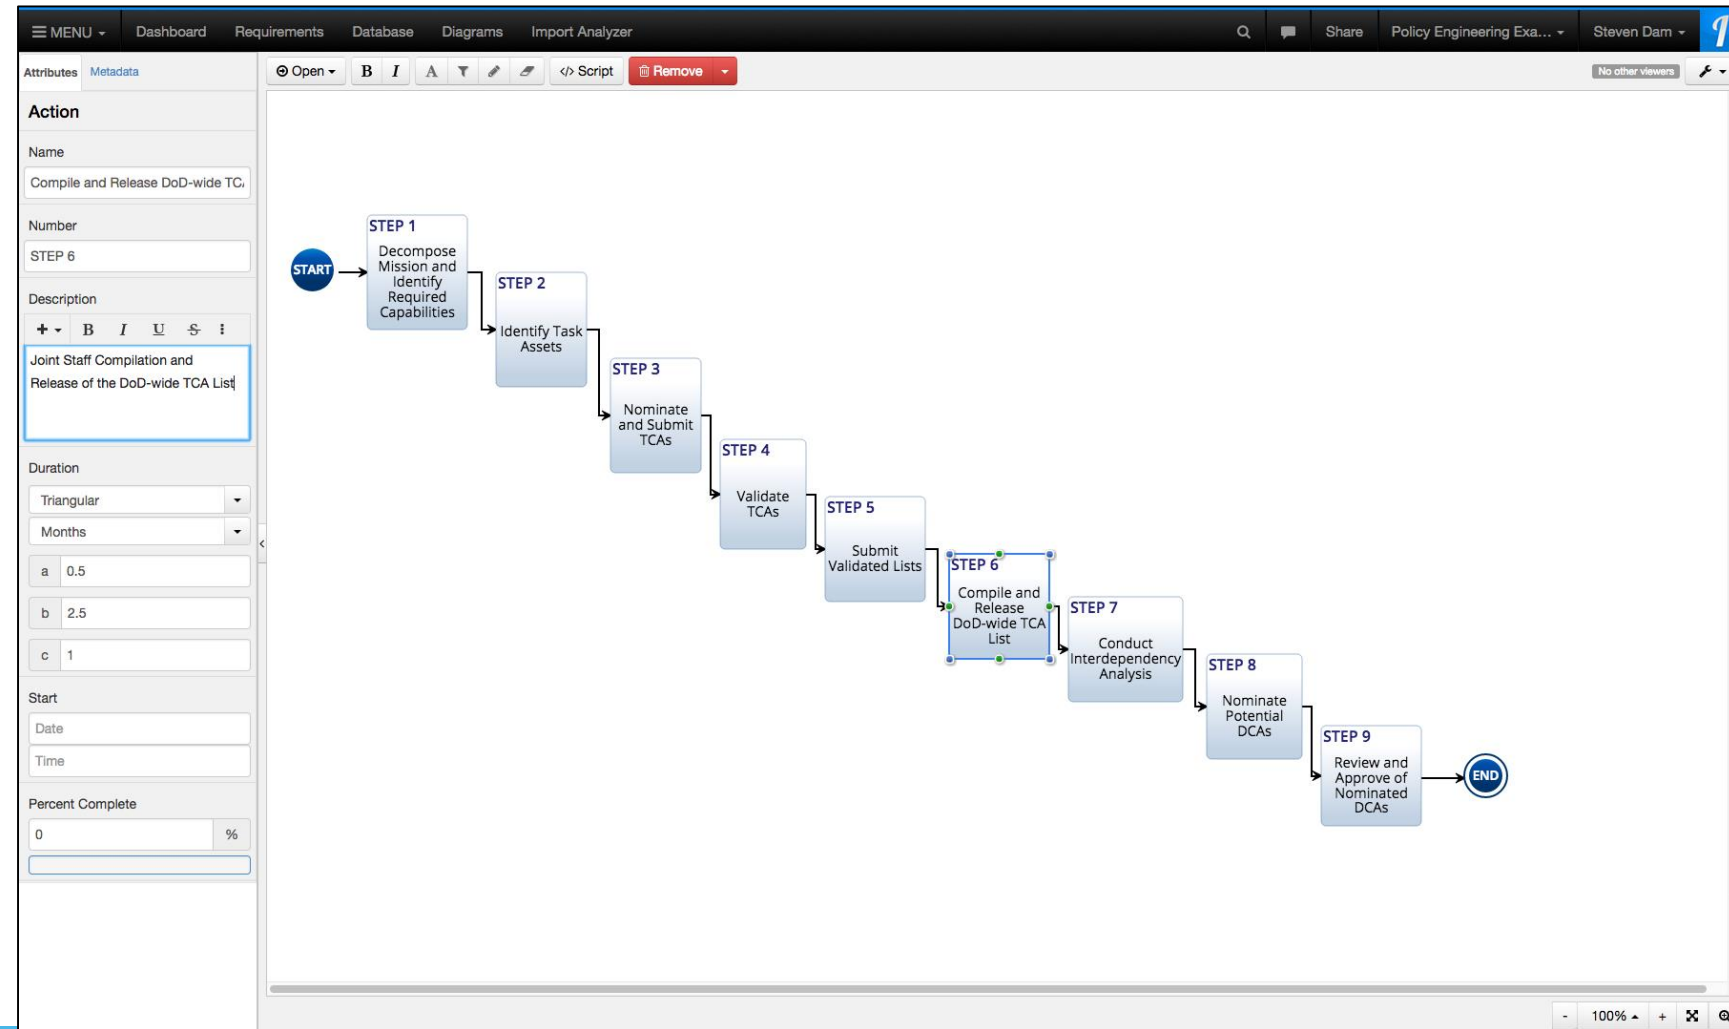 MENU Dashboard Requirements Database Diagrams Import Analyzer Share Policy Engineering Exa... Steven Dam
Attributes Metadata
Open B I A T </> Script Remove No other viewers
Action
Name
Compile and Release DoD-wide TC
Number
STEP 6
Description
+ B I U S
Joint Staff Compilation and
Release of the DoD-wide TCA List
Duration
Triangular
Months
a 0.5
b 2.5
c 1
Start
Date
Time
Percent Complete
0 %
START
STEP 1
Decompose
Mission and
Identify
Required
Capabilities
STEP 2
Identify Task
Assets
STEP 3
Nominate
and Submit
TCAs
STEP 4
Validate
TCAs
STEP 5
Submit
Validated Lists
STEP 6
Compile and
Release
DoD-wide TCA
List
STEP 7
Conduct
Interdependency
Analysis
STEP 8
Nominate
Potential
DCAs
STEP 9
Review and
Approve of
Nominated
DCAs
END
- 100% +